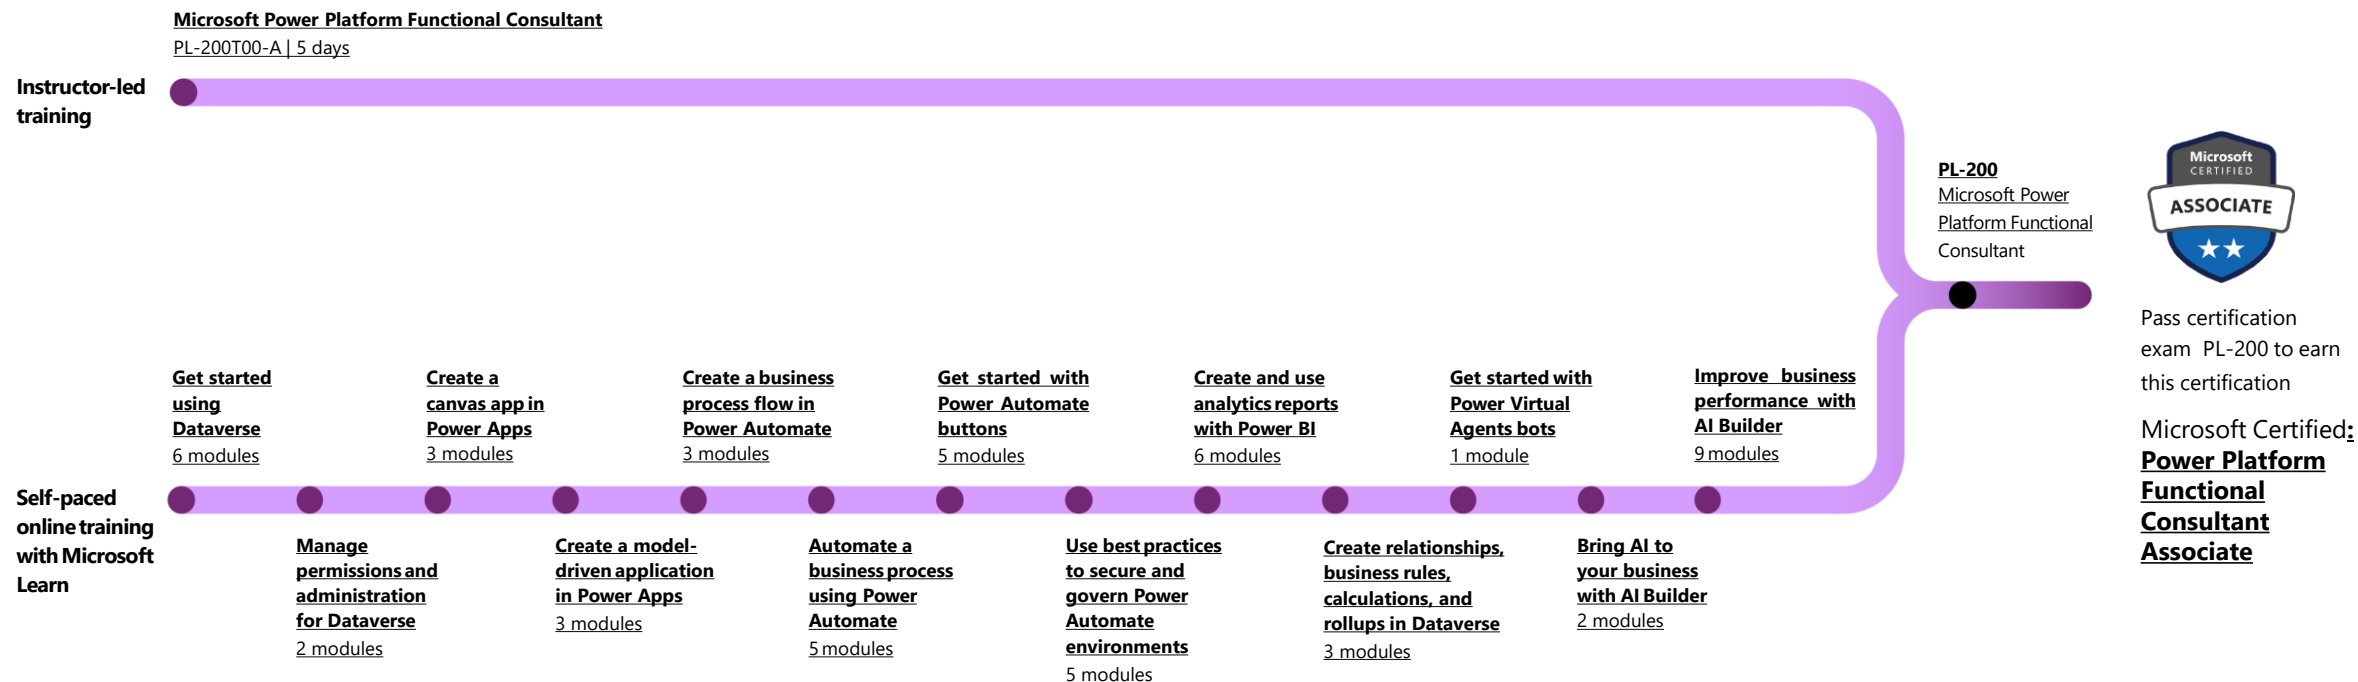 Microsoft Power Platform Functional Consultant
PL-200T00-A | 5 days
Instructor-led
training
PL-200
Microsoft Power
Platform Functional
Consultant
Microsoft
CERTIFIED
ASSOCIATE
Pass certification
exam PL-200 to earn
this certification
Microsoft Certified:
Power Platform
Functional
Consultant
Associate
Get started
using
Dataverse
6 modules
Create a
canvas app in
Power Apps
3 modules
Create a business
process flow in
Power Automate
3 modules
Get started with
Power Automate
buttons
5 modules
Create and use
analytics reports
with Power BI
6 modules
Get started with
Power Virtual
Agents bots
1 module
Improve business
performance with
AI Builder
9 modules
Self-paced
online training
with Microsoft
Learn
Manage
permissions and
administration
for Dataverse
2 modules
Create a model-
driven application
in Power Apps
3 modules
Automate a
business process
using Power
Automate
5 modules
Use best practices
to secure and
govern Power
Automate
environments
5 modules
Create relationships,
business rules,
calculations, and
rollups in Dataverse
3 modules
Bring AI to
your business
with AI Builder
2 modules